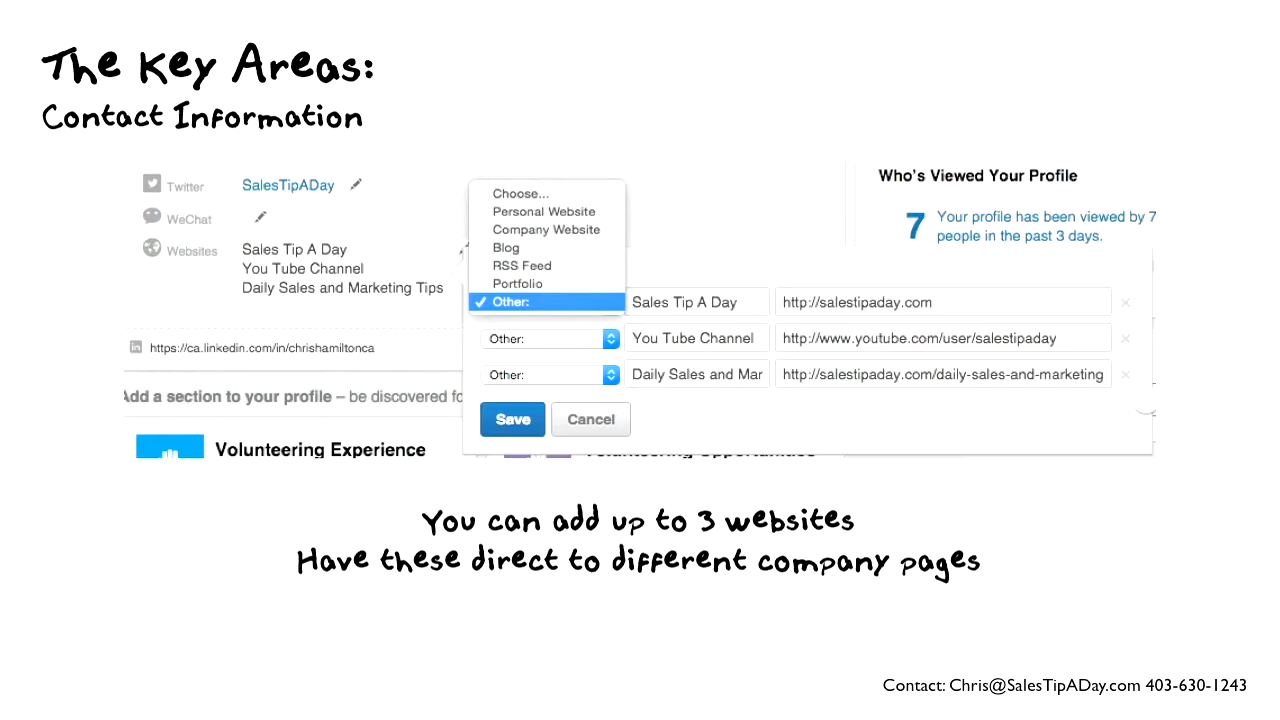 The Key Areas:
Contact Information
Twitter SalesTipADay
WeChat
Websites Sales Tip A Day
You Tube Channel
Daily Sales and Marketing Tips
https://ca.linkedin.com/in/chrishamiltonca
Add a section to your profile – be discovered fo
Volunteering Experience
Choose...
Personal Website
Company Website
Blog
RSS Feed
Portfolio
✓ Other:
Sales Tip A Day http://salestipaday.com
Other: You Tube Channel http://www.youtube.com/user/salestipaday
Other: Daily Sales and Mar http://salestipaday.com/daily-sales-and-marketing
Save Cancel
Volunteering Opportunities
Who's Viewed Your Profile
7 Your profile has been viewed by 7
people in the past 3 days.
You can add up to 3 websites
Have these direct to different company pages
Contact: Chris@SalesTipADay.com 403-630-1243